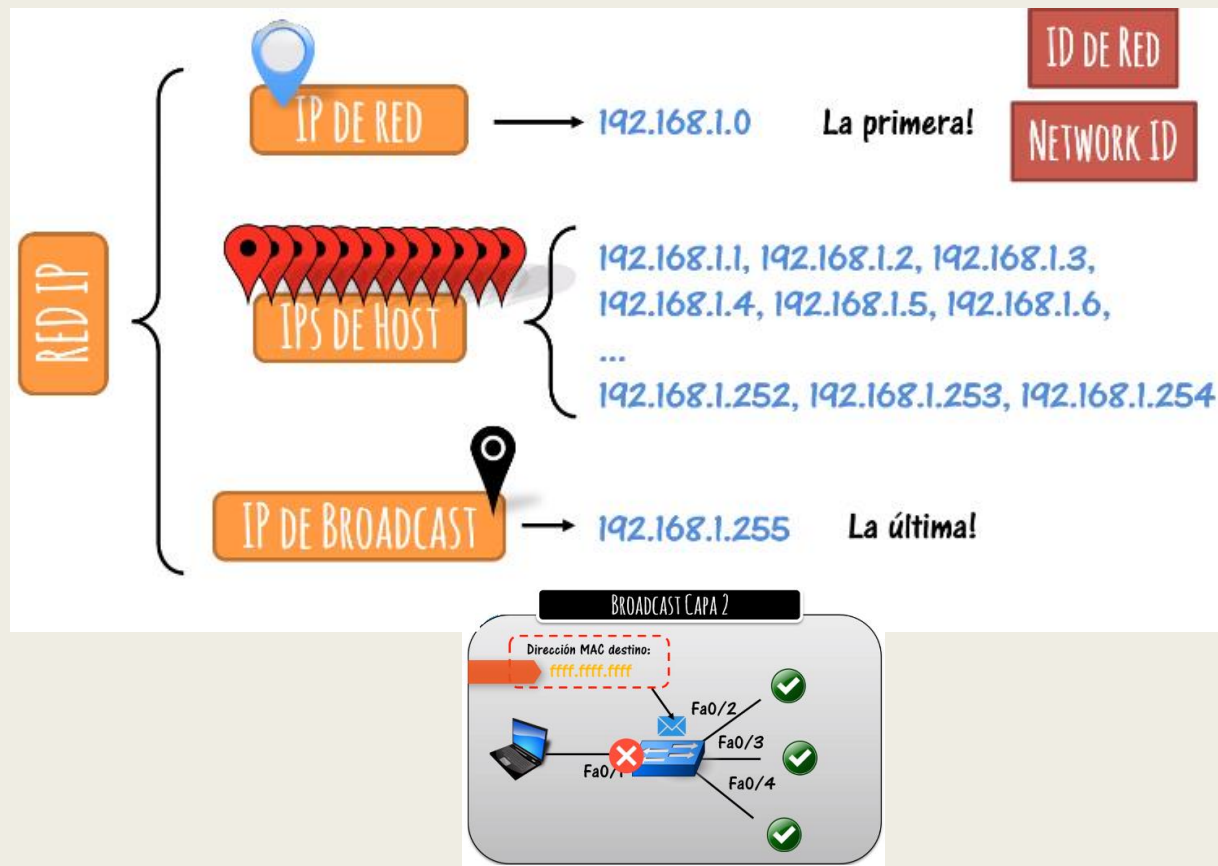 ID DE RED
IP DE RED
192.168.1.0 La primera!
NETWORK ID
RED IP
IPS DE HOST
192.168.1.1, 192.168.1.2, 192.168.1.3,
192.168.1.4, 192.168.1.5, 192.168.1.6,
...
192.168.1.252, 192.168.1.253, 192.168.1.254
IP DE BROADCAST
192.168.1.255 La última!
BROADCAST CAPA 2
Dirección MAC destino:
ffff.ffff.ffff
Fa0/2
Fa0/3
Fa0/1
Fa0/4